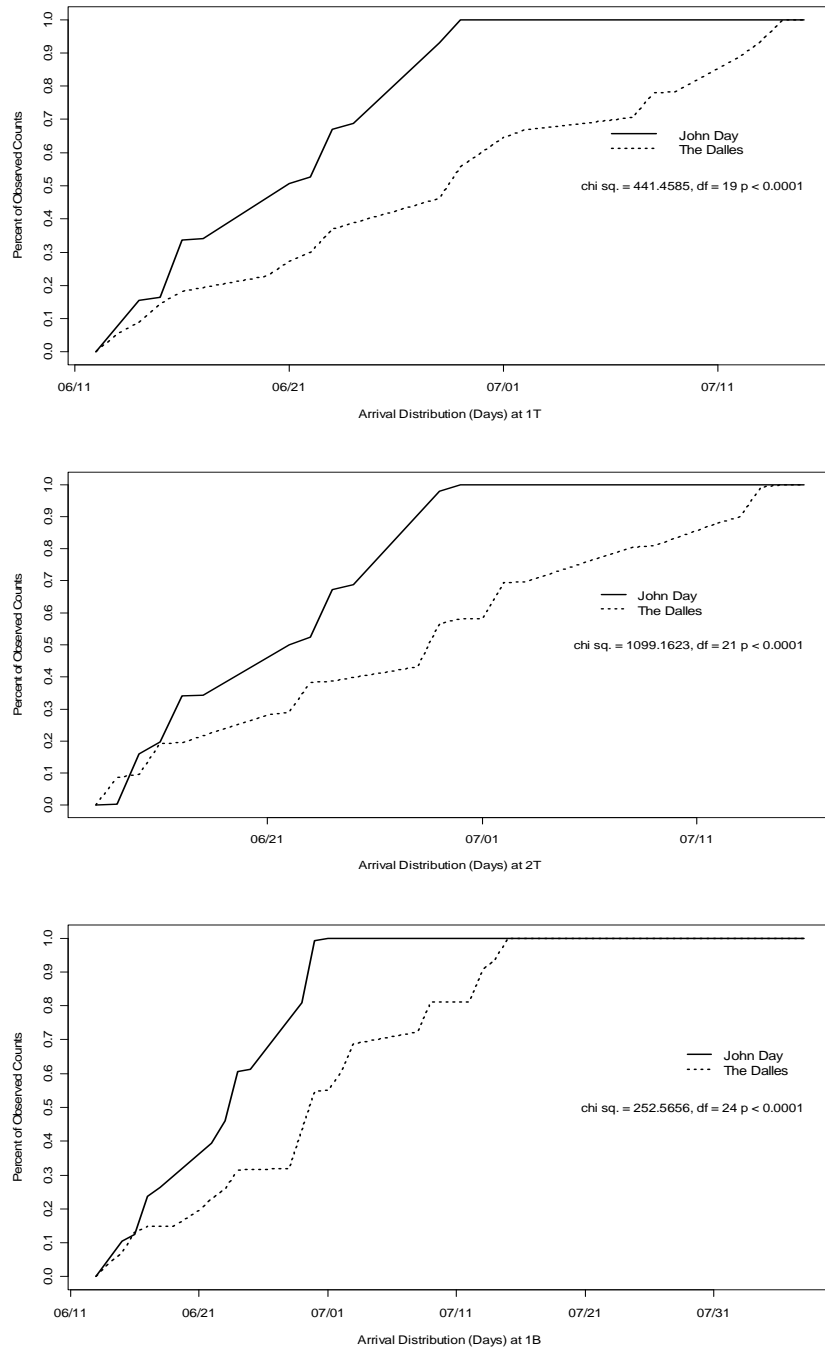 Percent of Observed Counts
1.0
0.9
0.8
0.7
0.6
0.5
0.4
0.3
0.2
0.1
0.0
John Day
The Dalles
chi sq. = 441.4585, df = 19 p < 0.0001
06/11 06/21 07/01 07/11
Arrival Distribution (Days) at 1T
Percent of Observed Counts
1.0
0.9
0.8
0.7
0.6
0.5
0.4
0.3
0.2
0.1
0.0
John Day
The Dalles
chi sq. = 1099.1623, df = 21 p < 0.0001
06/21 07/01 07/11
Arrival Distribution (Days) at 2T
Percent of Observed Counts
1.0
0.9
0.8
0.7
0.6
0.5
0.4
0.3
0.2
0.1
0.0
John Day
The Dalles
chi sq. = 252.5656, df = 24 p < 0.0001
06/11 06/21 07/01 07/11 07/21 07/31
Arrival Distribution (Days) at 1B